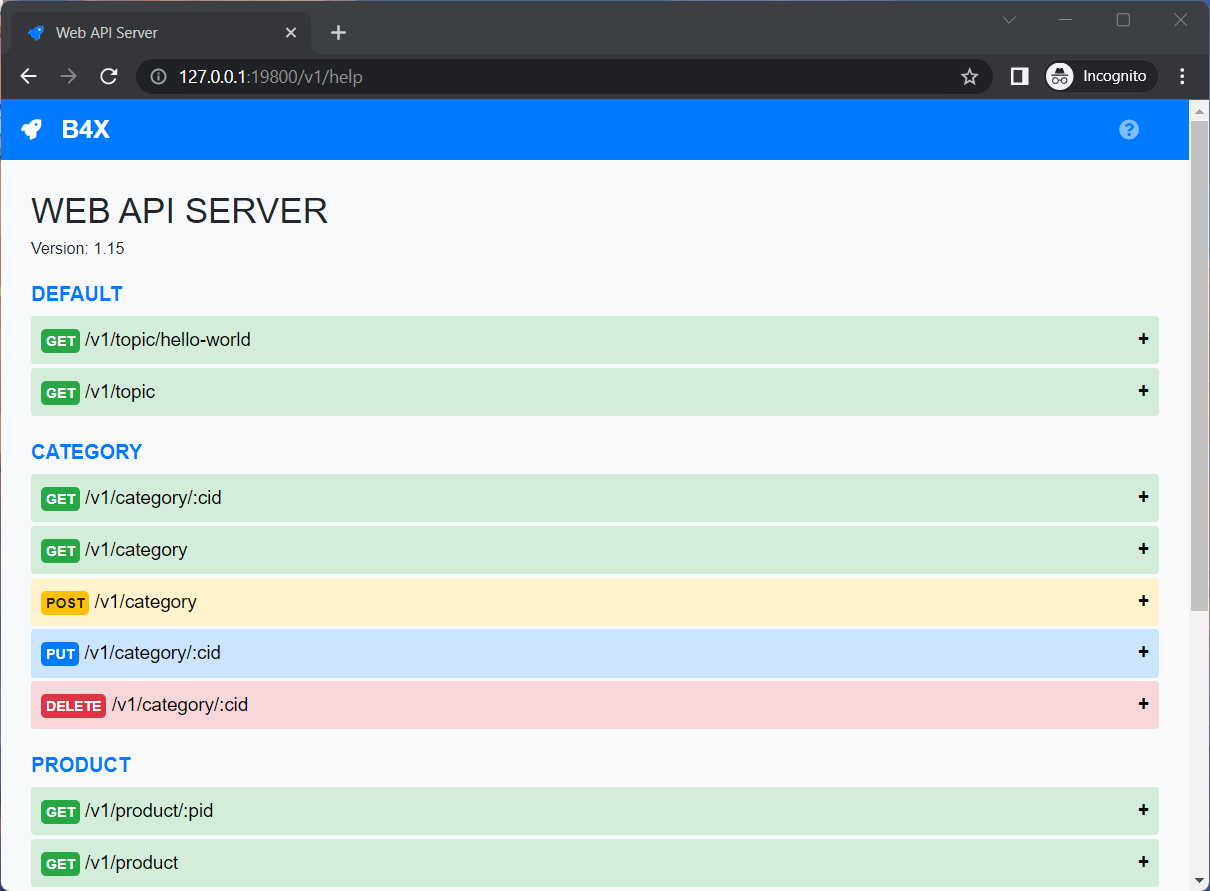 Web API Server
127.0.0.1:19800/v1/help
Incognito
B4X
?
WEB API SERVER
Version: 1.15
DEFAULT
GET /v1/topic/hello-world +
GET /v1/topic +
CATEGORY
GET /v1/category/:cid +
GET /v1/category +
POST /v1/category +
PUT /v1/category/:cid +
DELETE /v1/category/:cid +
PRODUCT
GET /v1/product/:pid +
GET /v1/product +